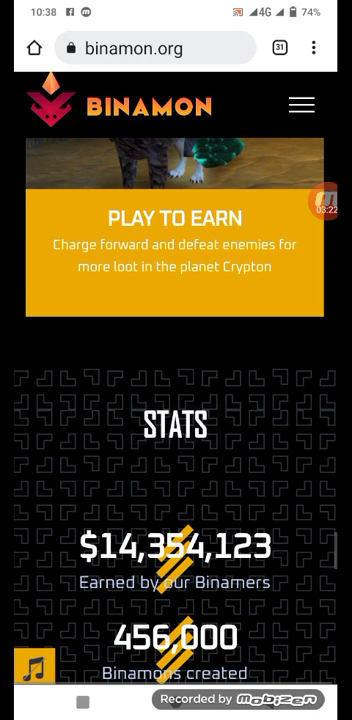 10:38
4G
74%
binamon.org
31
BINAMON
03:22
PLAY TO EARN
Charge forward and defeat enemies for
more loot in the planet Crypton
STATS
$14,354,123
Earned by our Binamers
456,000
Binamons created
Recorded by mobizen